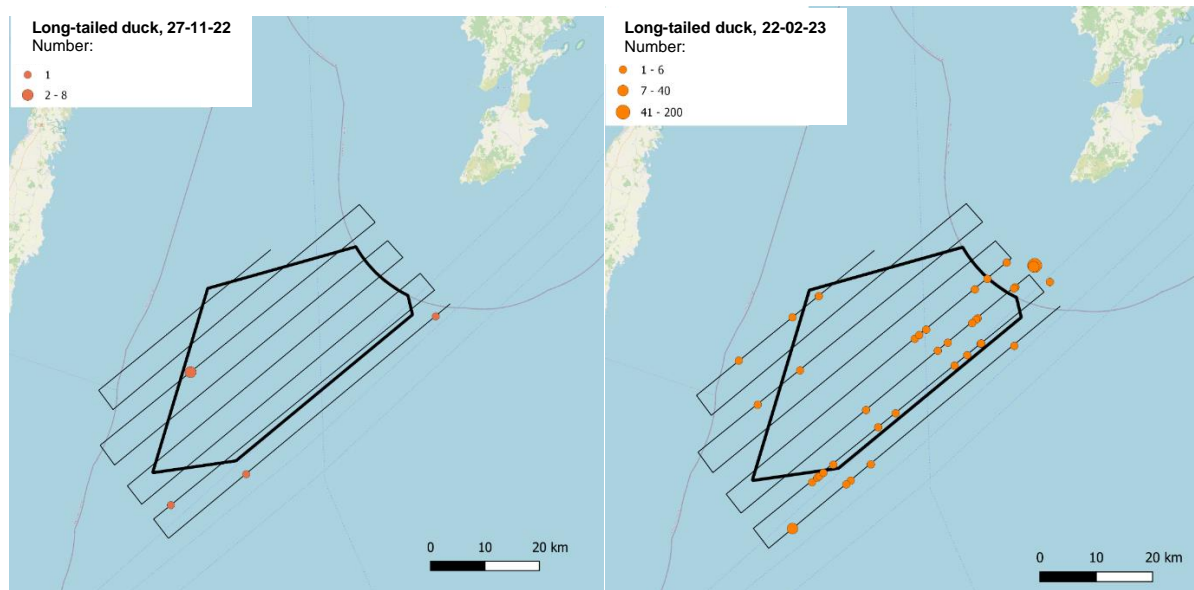 Long-tailed duck, 27-11-22
Number:
1
2 - 8
0 10 20 km
Long-tailed duck, 22-02-23
Number:
1 - 6
7 - 40
41 - 200
0 10 20 km